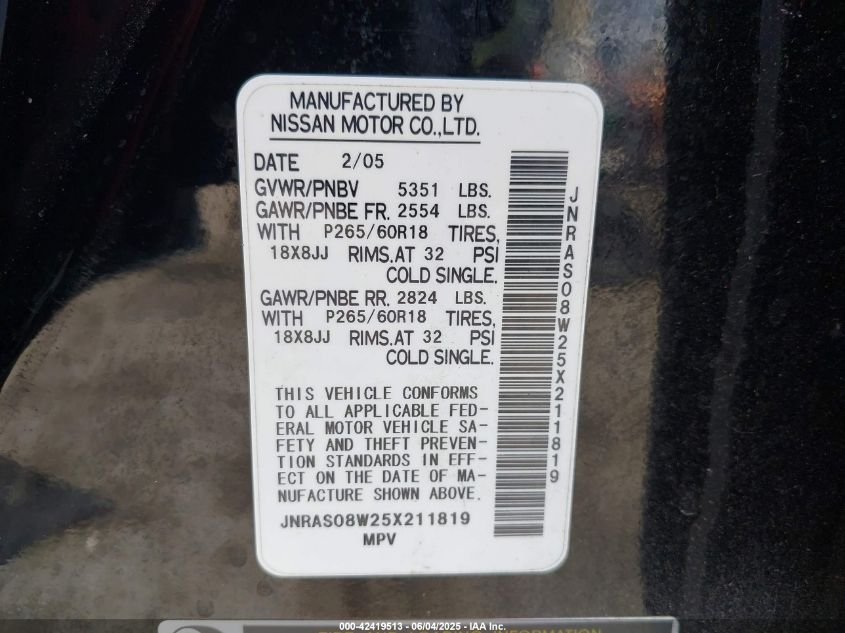 MANUFACTURED BY
NISSAN MOTOR CO.,LTD.
DATE 2/05
GVWR/PNBV 5351 LBS.
GAWR/PNBE FR. 2554 LBS.
WITH P265/60R18 TIRES,
18X8JJ RIMS.AT 32 PSI
COLD SINGLE.
GAWR/PNBE RR. 2824 LBS.
WITH P265/60R18 TIRES,
18X8JJ RIMS.AT 32 PSI
COLD SINGLE.
THIS VEHICLE CONFORMS
TO ALL APPLICABLE FED-
ERAL MOTOR VEHICLE SA-
FETY AND THEFT PREVEN-
TION STANDARDS IN EFF-
ECT ON THE DATE OF MA-
NUFACTURE SHOWN ABOVE.
JNRAS08W25X211819
MPV
JNRAS08W25X211819
000-42419513 - 06/04/2025 - IAA Inc.